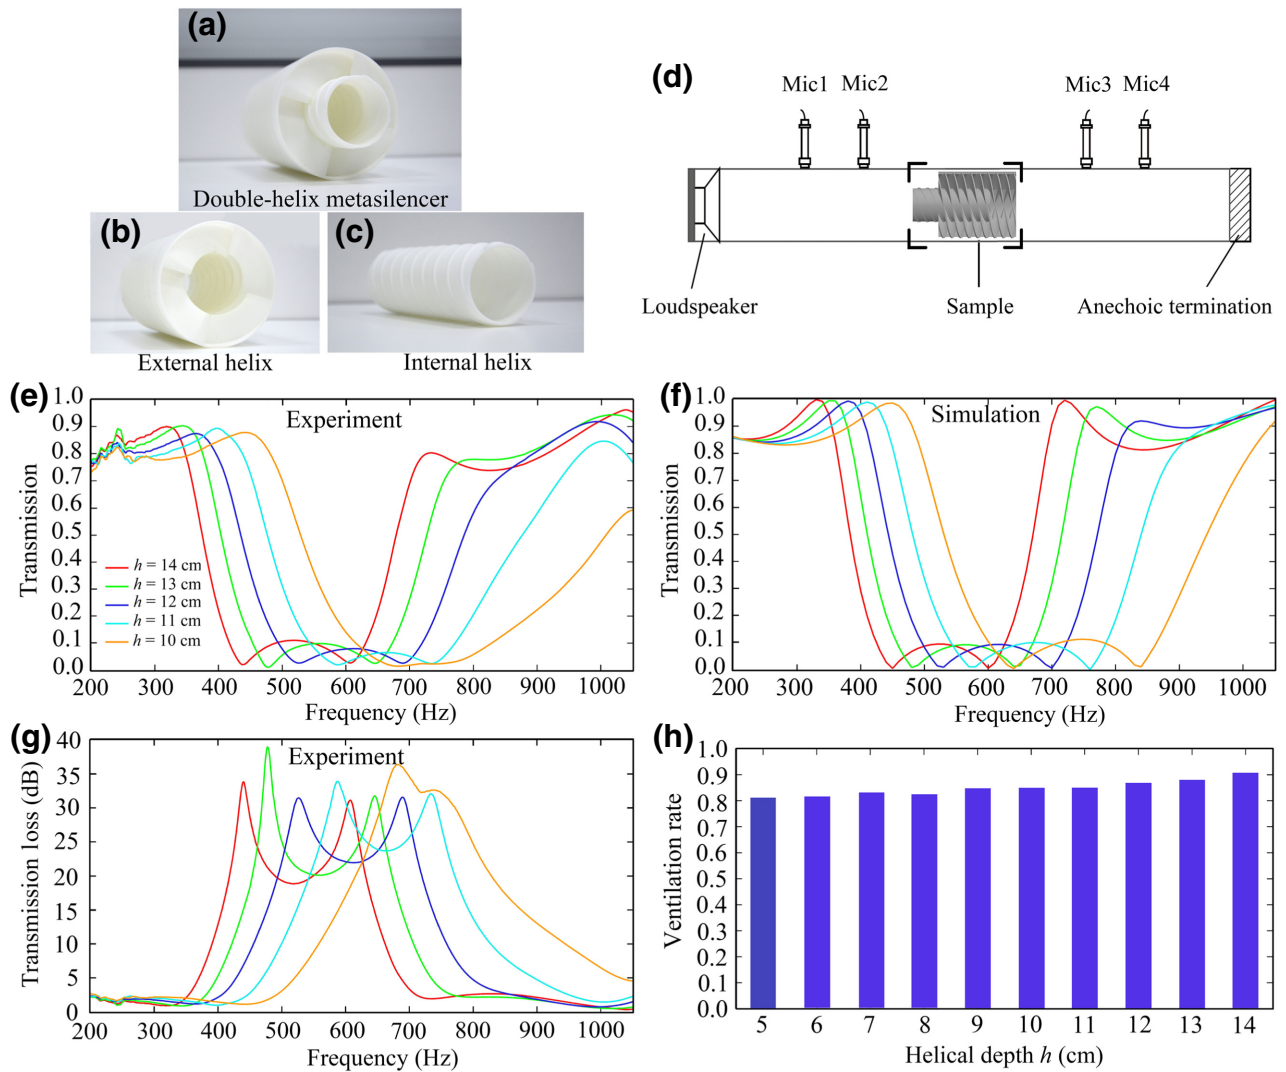 (a)
Double-helix metasilencer
(b)
External helix
(c)
Internal helix
(d)
Mic1 Mic2 Mic3 Mic4
Loudspeaker Sample Anechoic termination
(e)
Experiment
Transmission
1.0
0.9
0.8
0.7
0.6
0.5
0.4
0.3
0.2
0.1
0.0
h = 14 cm
h = 13 cm
h = 12 cm
h = 11 cm
h = 10 cm
200 300 400 500 600 700 800 900 1000
Frequency (Hz)
(f)
Simulation
Transmission
1.0
0.9
0.8
0.7
0.6
0.5
0.4
0.3
0.2
0.1
0.0
200 300 400 500 600 700 800 900 1000
Frequency (Hz)
(g)
Experiment
Transmission loss (dB)
40
35
30
25
20
15
10
5
0
200 300 400 500 600 700 800 900 1000
Frequency (Hz)
(h)
Ventilation rate
1.0
0.9
0.8
0.7
0.6
0.5
0.4
0.3
0.2
0.1
0.0
5 6 7 8 9 10 11 12 13 14
Helical depth h (cm)